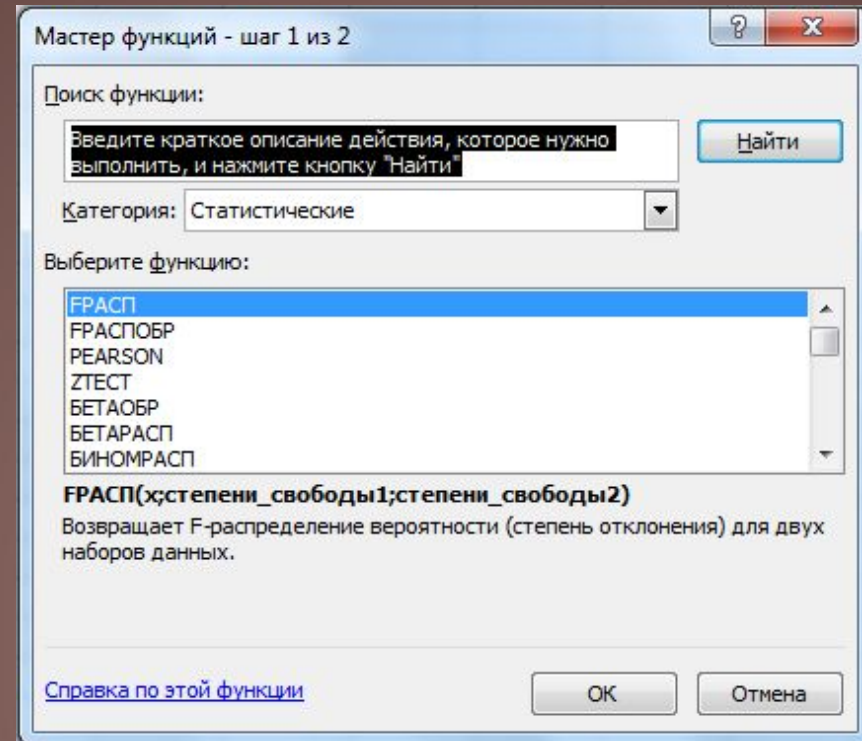 Мастер функций - шаг 1 из 2
Поиск функции:
Введите краткое описание действия, которое нужно
выполнить, и нажмите кнопку "Найти"
Найти
Категория: Статистические
Выберите функцию:
FРАСП
FРАСПОБР
PEARSON
ZТЕСТ
БЕТАОБР
БЕТАРАСП
БИНОМРАСП
FРАСП(x;степени_свободы1;степени_свободы2)
Возвращает F-распределение вероятности (степень отклонения) для двух
наборов данных.
Справка по этой функции
ОК
Отмена